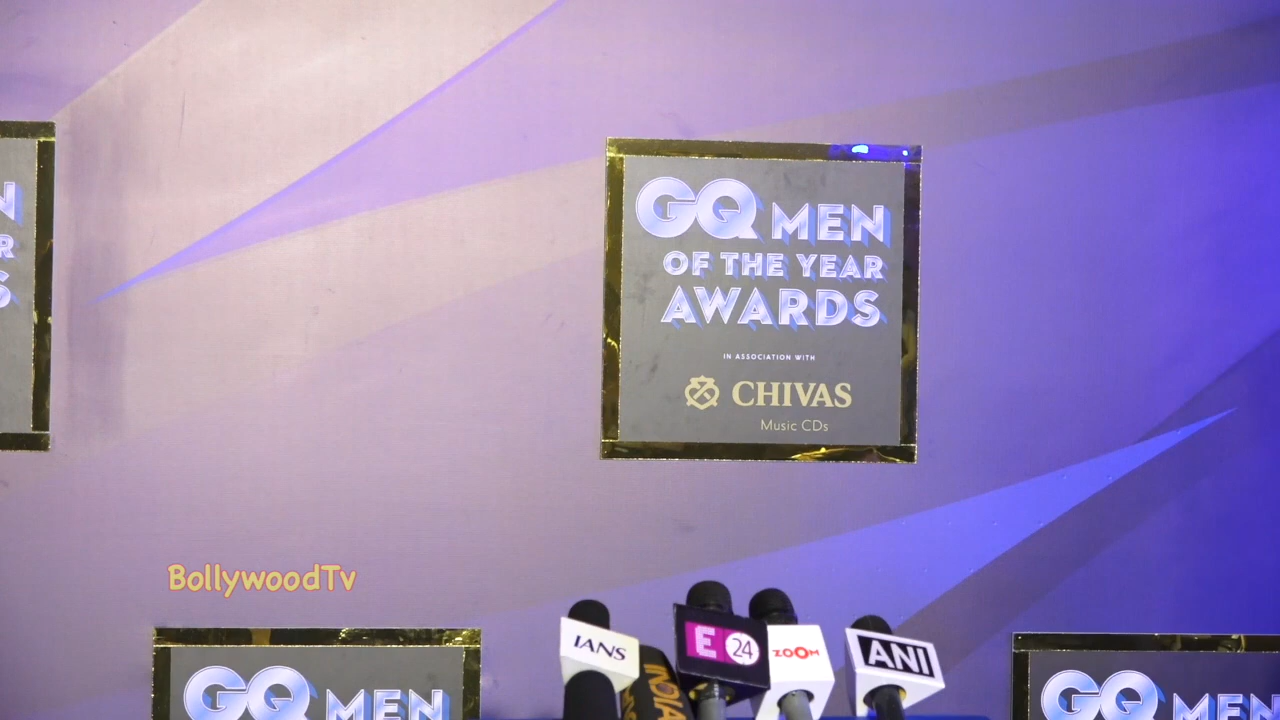 N
R
S
GQ MEN
OF THE YEAR
AWARDS
IN ASSOCIATION WITH
CHIVAS
Music CDs
BollywoodTv
GQ MEN
IANS
INDIA
E 24
ZOOM
ANI
GQ MEN